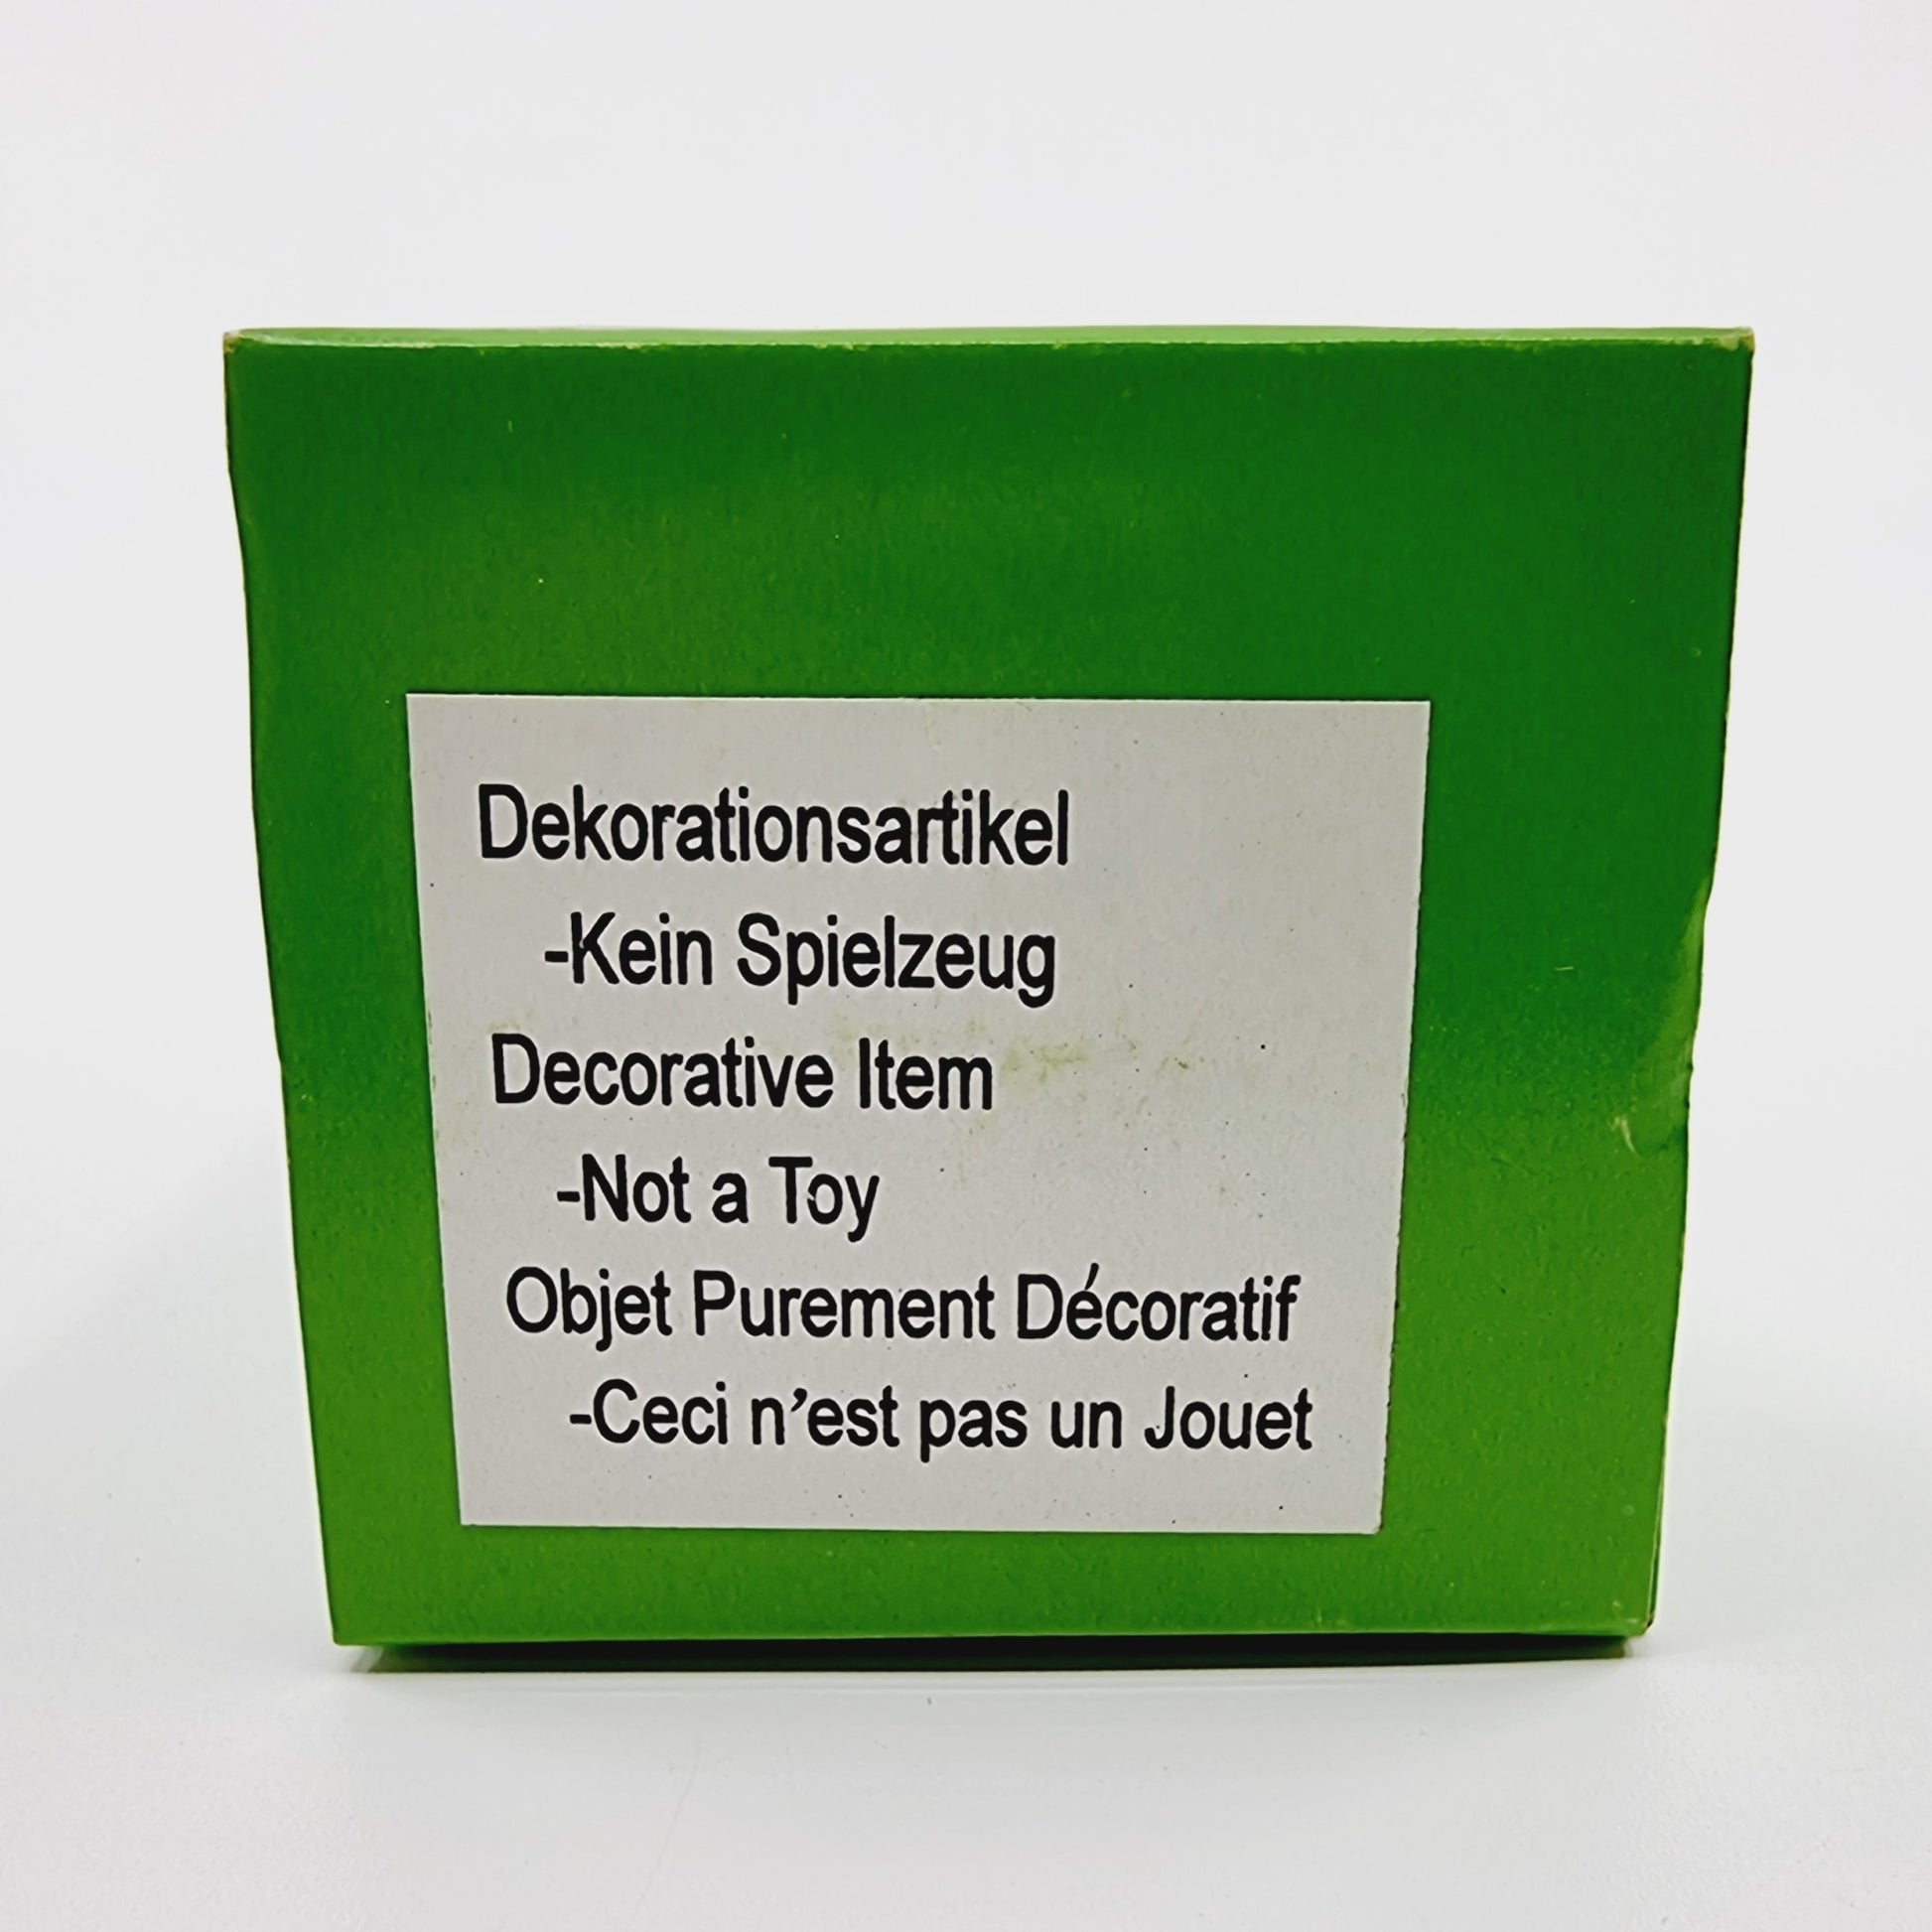 Dekorationsartikel
-Kein Spielzeug
Decorative Item
-Not a Toy
Objet Purement Décoratif
-Ceci n’est pas un Jouet